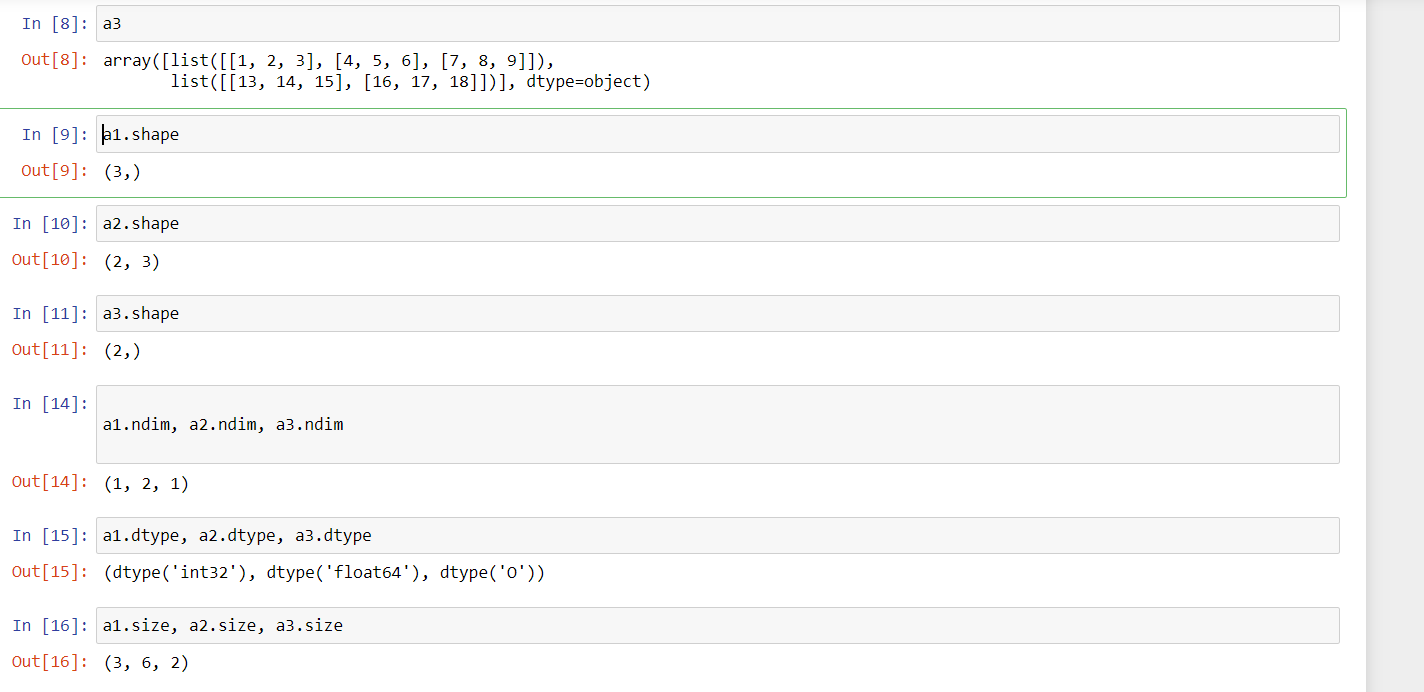 In [8]: a3
Out[8]: array([list([[1, 2, 3], [4, 5, 6], [7, 8, 9]]),
       list([[13, 14, 15], [16, 17, 18]])], dtype=object)
In [9]: a1.shape
Out[9]: (3,)
In [10]: a2.shape
Out[10]: (2, 3)
In [11]: a3.shape
Out[11]: (2,)
In [14]:
a1.ndim, a2.ndim, a3.ndim
Out[14]: (1, 2, 1)
In [15]: a1.dtype, a2.dtype, a3.dtype
Out[15]: (dtype('int32'), dtype('float64'), dtype('O'))
In [16]: a1.size, a2.size, a3.size
Out[16]: (3, 6, 2)